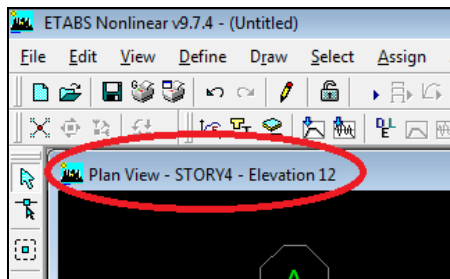 ETABS Nonlinear v9.7.4 - (Untitled)
File Edit View Define Draw Select Assign
Plan View - STORY4 - Elevation 12
A